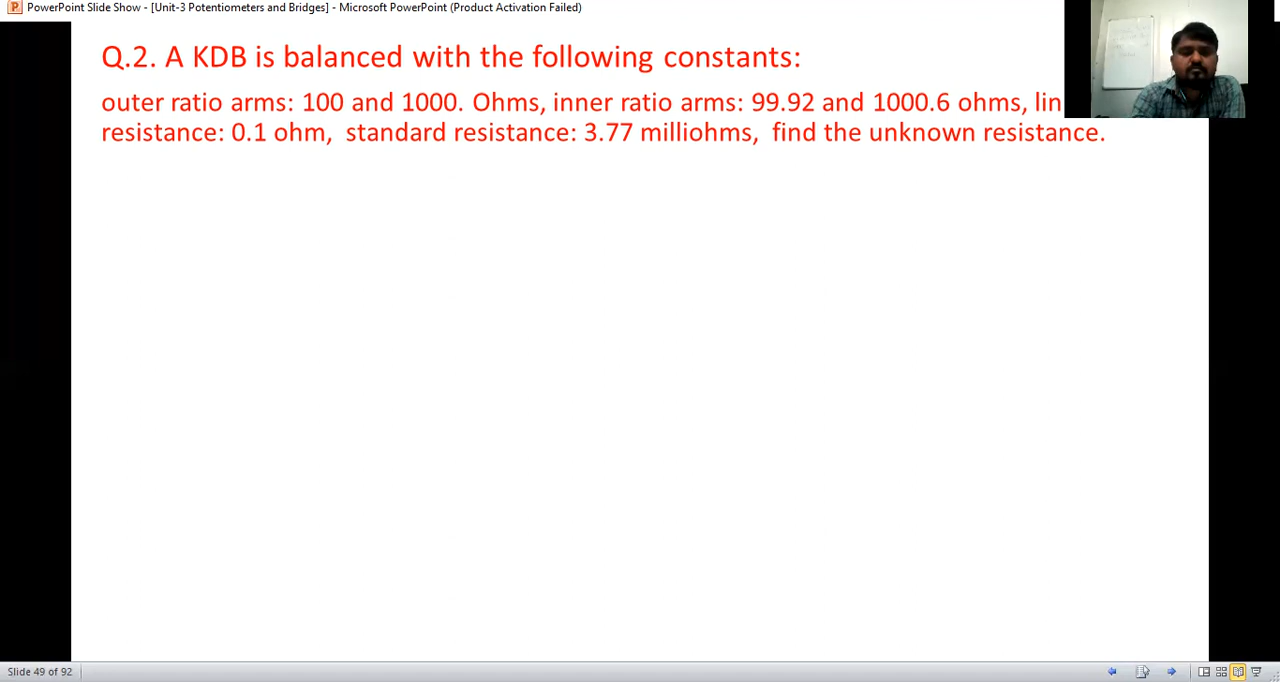 PowerPoint Slide Show - [Unit-3 Potentiometers and Bridges] - Microsoft PowerPoint (Product Activation Failed)
Q.2. A KDB is balanced with the following constants:
outer ratio arms: 100 and 1000. Ohms, inner ratio arms: 99.92 and 1000.6 ohms, lin
resistance: 0.1 ohm, standard resistance: 3.77 milliohms, find the unknown resistance.
Slide 49 of 92